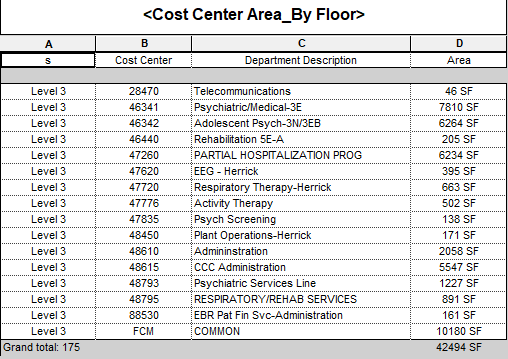 <Cost Center Area_By Floor>
A B C D
s Cost Center Department Description Area
Level 3 28470 Telecommunications 46 SF
Level 3 46341 Psychiatric/Medical-3E 7810 SF
Level 3 46342 Adolescent Psych-3N/3EB 6264 SF
Level 3 46440 Rehabilitation 5E-A 205 SF
Level 3 47260 PARTIAL HOSPITALIZATION PROG 6234 SF
Level 3 47620 EEG - Herrick 395 SF
Level 3 47720 Respiratory Therapy-Herrick 663 SF
Level 3 47776 Activity Therapy 502 SF
Level 3 47835 Psych Screening 138 SF
Level 3 48450 Plant Operations-Herrick 171 SF
Level 3 48610 Admininstration 2058 SF
Level 3 48615 CCC Administration 5547 SF
Level 3 48793 Psychiatric Services Line 1227 SF
Level 3 48795 RESPIRATORY/REHAB SERVICES 891 SF
Level 3 88530 EBR Pat Fin Svc-Administration 161 SF
Level 3 FCM COMMON 10180 SF
Grand total: 175 42494 SF